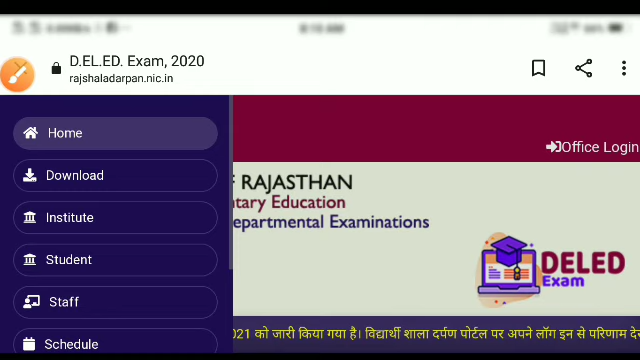 D.EL.ED. Exam, 2020
rajshaladarpan.nic.in
Home
Download
Institute
Student
Staff
Schedule
Office Login
RAJASTHAN
ntary Education
epartmental Examinations
DELED
Exam
021 को जारी किया गया है। विद्यार्थी शाला दर्पण पोर्टल पर अपने लॉग इन से परिणाम देख